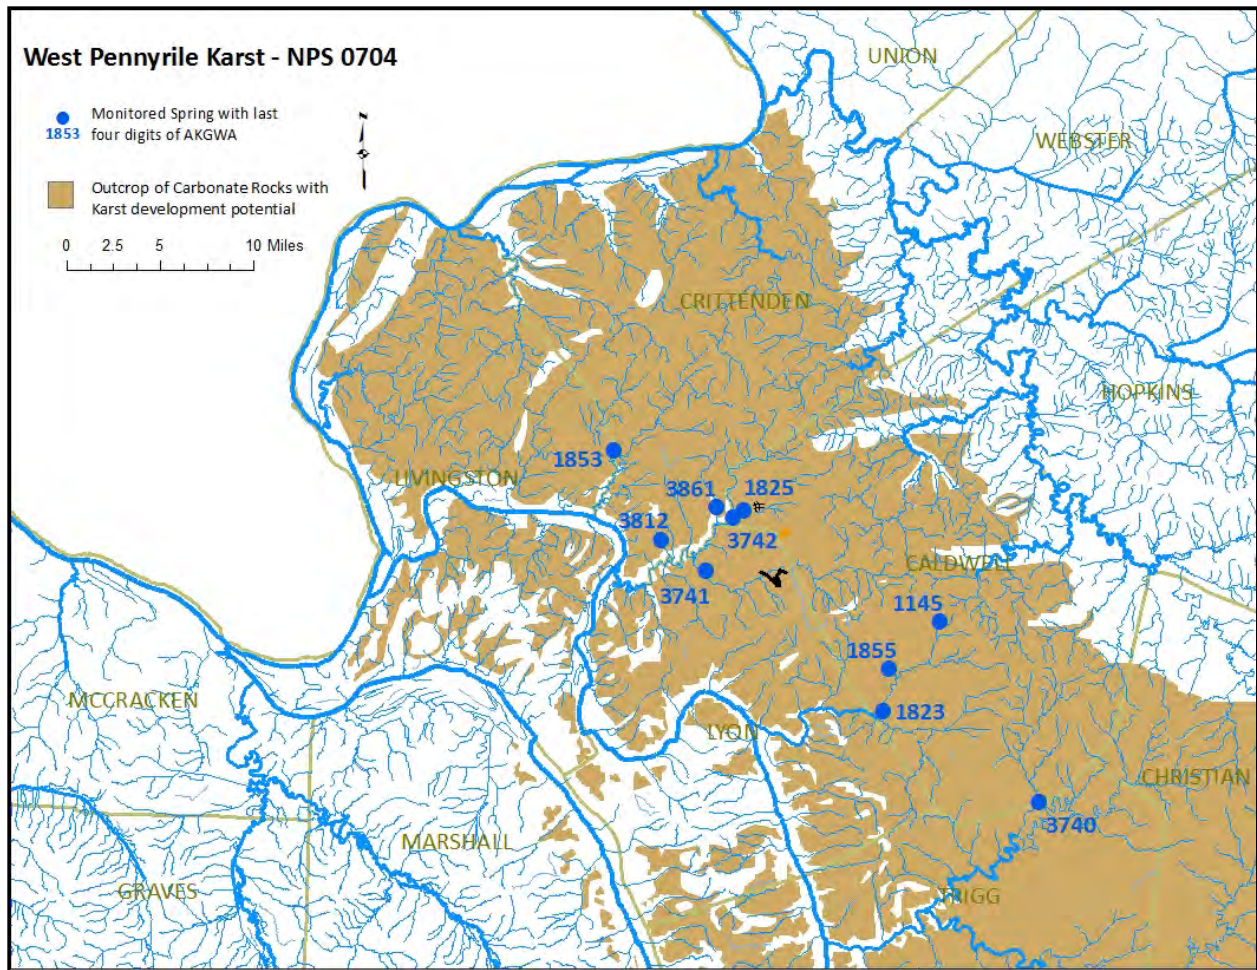 West Pennyrile Karst - NPS 0704
Monitored Spring with last
four digits of AKGWA
1853
N
Outcrop of Carbonate Rocks with
Karst development potential
0 2.5 5 10 Miles
UNION
WEBSTER
CRITTENDEN
HOPKINS
1853
LIVINGSTON
3861
1825
3812
3742
CALDWELL
3741
1145
1855
MCCRACKEN
1823
LYON
CHRISTIAN
3740
MARSHALL
GRAVES
TRIGG